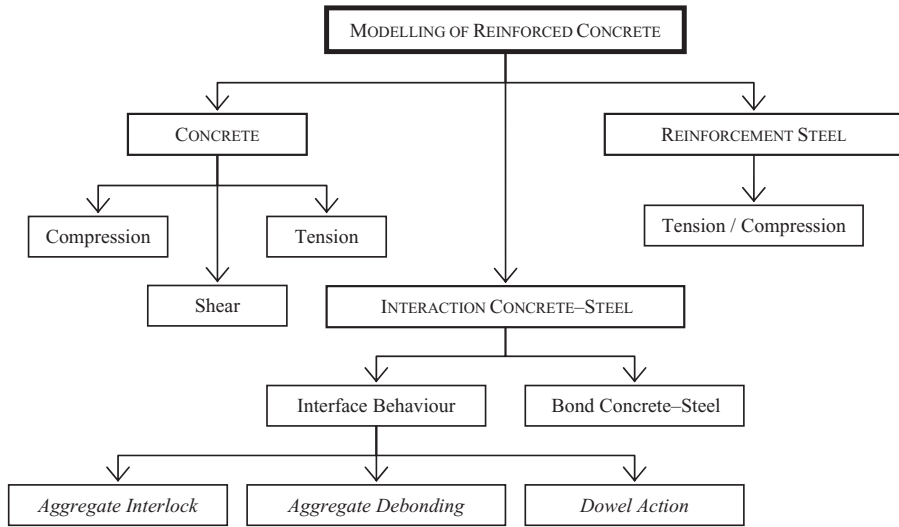 MODELLING OF REINFORCED CONCRETE
CONCRETE
REINFORCEMENT STEEL
Compression
Tension
Tension / Compression
Shear
INTERACTION CONCRETE–STEEL
Interface Behaviour
Bond Concrete–Steel
Aggregate Interlock
Aggregate Debonding
Dowel Action